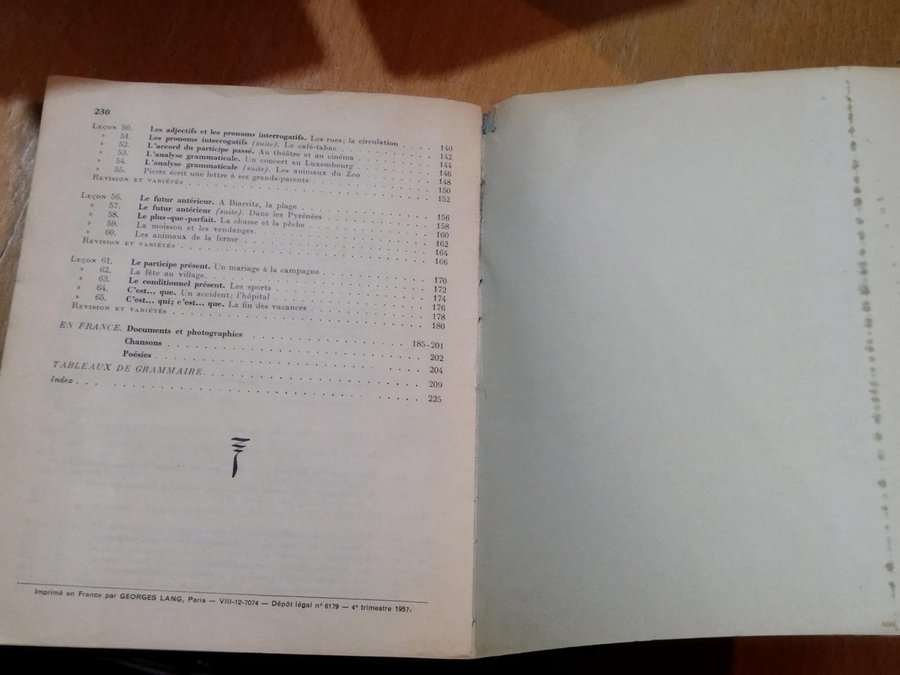 230
LEÇON 50. Les adjectifs et les pronoms interrogatifs. Les rues; la circulation . . . . 140
» 51. Les pronoms interrogatifs (suite). Le café-tabac . . . . . . . . . . 142
» 52. L'accord du participe passé. Au théâtre et au cinéma . . . . . . . . 144
» 53. L'analyse grammaticale. Un concert au Luxembourg . . . . . . . . . 146
» 54. L'analyse grammaticale (suite). Les animaux du Zoo . . . . . . . . 148
» 55. Pierre écrit une lettre à ses grands-parents . . . . . . . . . . . . 150
REVISION ET VARIÉTÉS . . . . . . . . . . . . . . . . . . . . 152
LEÇON 56. Le futur antérieur. A Biarritz, la plage . . . . . . . . . . . . 156
» 57. Le futur antérieur (suite). Dans les Pyrénées . . . . . . . . . . . 158
» 58. Le plus-que-parfait. La chasse et la pêche . . . . . . . . . . . . 160
» 59. La moisson et les vendanges . . . . . . . . . . . . . . . . 162
» 60. Les animaux de la ferme . . . . . . . . . . . . . . . . . . 164
REVISION ET VARIÉTÉS . . . . . . . . . . . . . . . . . . . . 166
LEÇON 61. Le participe présent. Un mariage à la campagne . . . . . . . . . 170
» 62. La fête au village . . . . . . . . . . . . . . . . . . . . 172
» 63. Le conditionnel présent. Les sports . . . . . . . . . . . . . . 174
» 64. C'est... que. Un accident; l'hôpital . . . . . . . . . . . . . . 176
» 65. C'est... qui; c'est... que. La fin des vacances . . . . . . . . . . 178
REVISION ET VARIÉTÉS . . . . . . . . . . . . . . . . . . . . 180
EN FRANCE. Documents et photographies . . . . . . . . . . . . . 185-201
Chansons . . . . . . . . . . . . . . . . . . . . . . 202
Poésies . . . . . . . . . . . . . . . . . . . . . . . 204
TABLEAUX DE GRAMMAIRE . . . . . . . . . . . . . . . . . . 209
Index . . . . . . . . . . . . . . . . . . . . . . . . . 225
Imprimé en France par GEORGES LANG, Paris — VIII-12-7074 — Dépôt légal n° 6179 — 4e trimestre 1957.